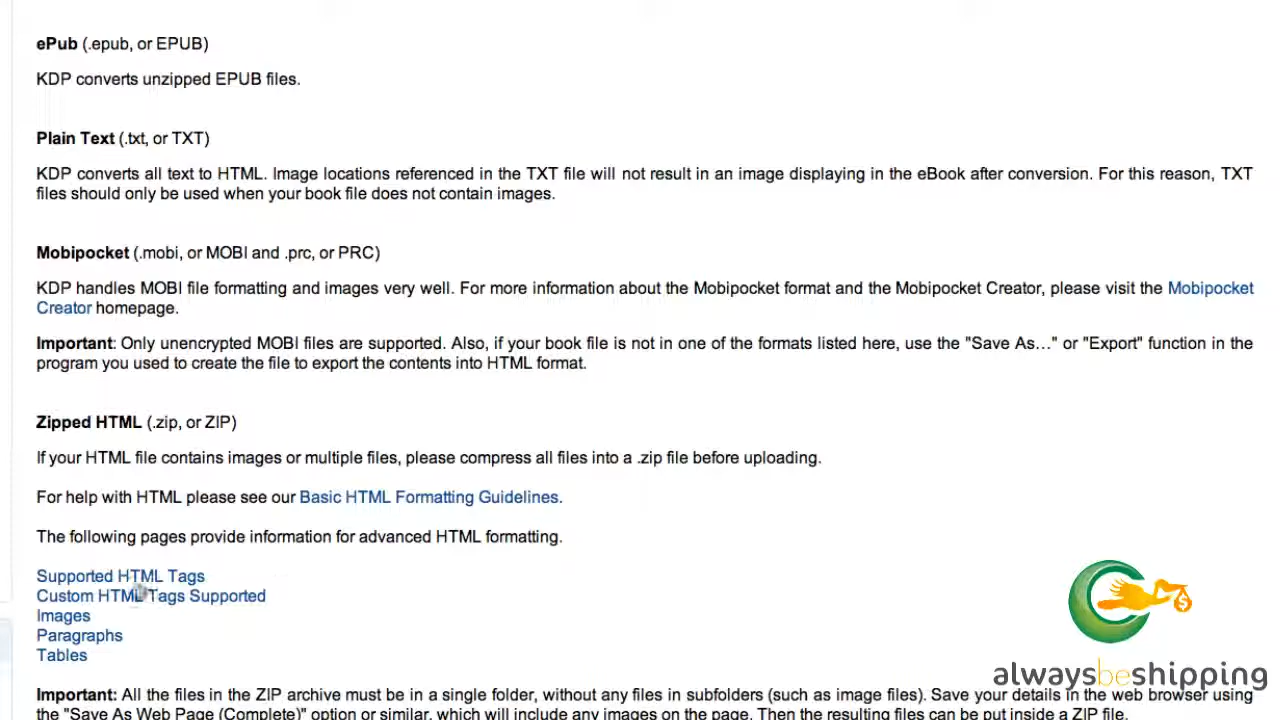 ePub (.epub, or EPUB)
KDP converts unzipped EPUB files.
Plain Text (.txt, or TXT)
KDP converts all text to HTML. Image locations referenced in the TXT file will not result in an image displaying in the eBook after conversion. For this reason, TXT
files should only be used when your book file does not contain images.
Mobipocket (.mobi, or MOBI and .prc, or PRC)
KDP handles MOBI file formatting and images very well. For more information about the Mobipocket format and the Mobipocket Creator, please visit the Mobipocket
Creator homepage.
Important: Only unencrypted MOBI files are supported. Also, if your book file is not in one of the formats listed here, use the "Save As…" or "Export" function in the
program you used to create the file to export the contents into HTML format.
Zipped HTML (.zip, or ZIP)
If your HTML file contains images or multiple files, please compress all files into a .zip file before uploading.
For help with HTML please see our Basic HTML Formatting Guidelines.
The following pages provide information for advanced HTML formatting.
Supported HTML Tags
Custom HTML Tags Supported
Images
Paragraphs
Tables
Important: All the files in the ZIP archive must be in a single folder, without any files in subfolders (such as image files). Save your details in the web browser using
the "Save As Web Page (Complete)" option or similar, which will include any images on the page. Then the resulting files can be put inside a ZIP file.
$
alwaysbeshipping